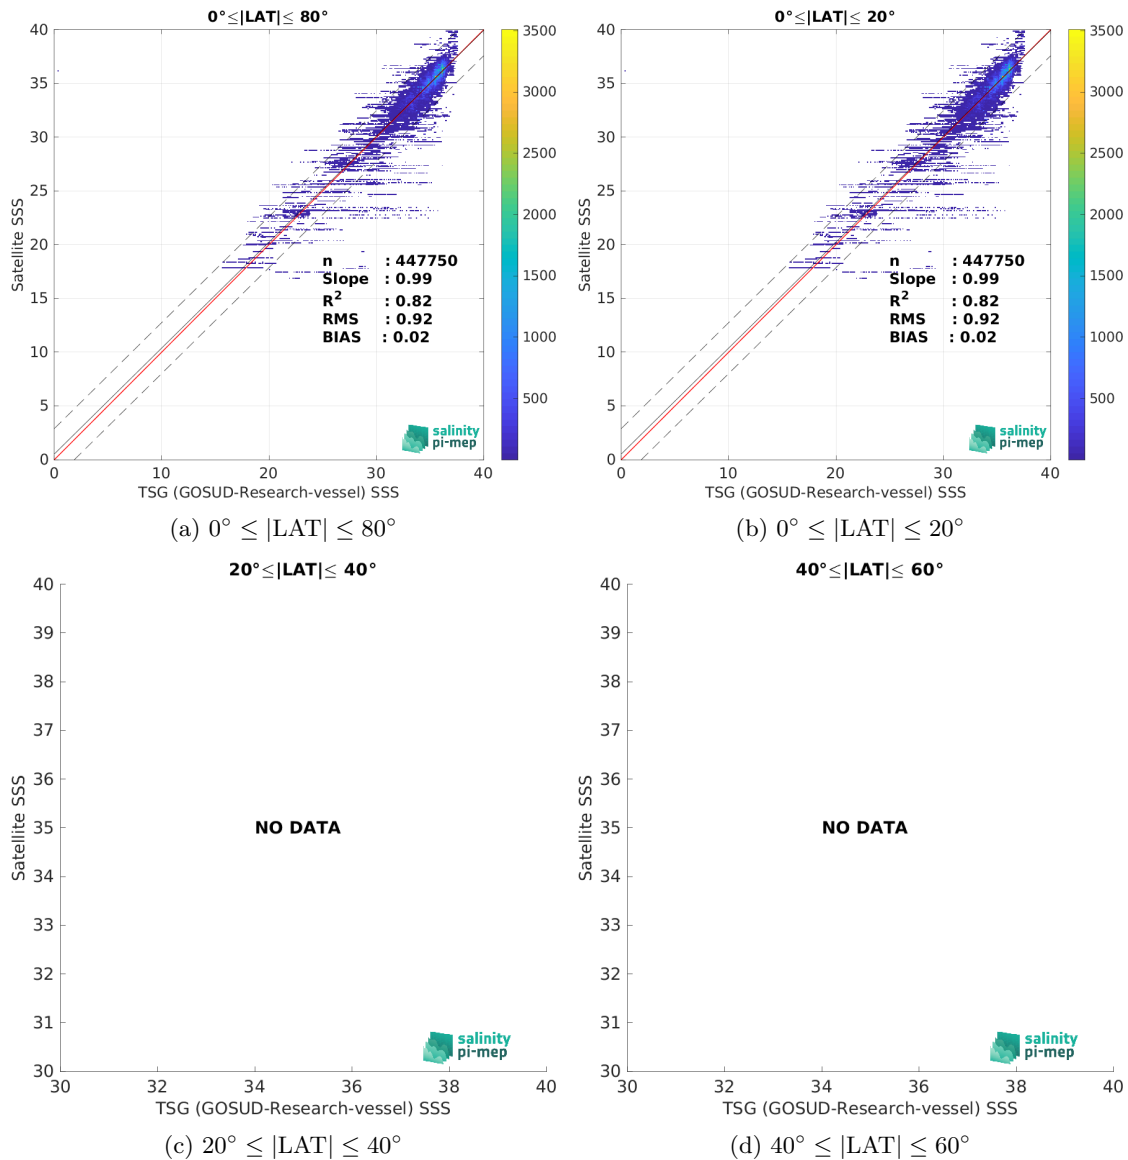 0°≤|LAT|≤ 80°
40
35
30
25
20
15
10
5
0
Satellite SSS
n : 447750
Slope : 0.99
R² : 0.82
RMS : 0.92
BIAS : 0.02
salinity
pi-mep
0 10 20 30 40
TSG (GOSUD-Research-vessel) SSS
3500
3000
2500
2000
1500
1000
500
(a) 0° ≤ |LAT| ≤ 80°
0°≤|LAT|≤ 20°
40
35
30
25
20
15
10
5
0
Satellite SSS
n : 447750
Slope : 0.99
R² : 0.82
RMS : 0.92
BIAS : 0.02
salinity
pi-mep
0 10 20 30 40
TSG (GOSUD-Research-vessel) SSS
3500
3000
2500
2000
1500
1000
500
(b) 0° ≤ |LAT| ≤ 20°
20°≤|LAT|≤ 40°
40
39
38
37
36
35
34
33
32
31
30
Satellite SSS
NO DATA
salinity
pi-mep
30 32 34 36 38 40
TSG (GOSUD-Research-vessel) SSS
(c) 20° ≤ |LAT| ≤ 40°
40°≤|LAT|≤ 60°
40
39
38
37
36
35
34
33
32
31
30
Satellite SSS
NO DATA
salinity
pi-mep
30 32 34 36 38 40
TSG (GOSUD-Research-vessel) SSS
(d) 40° ≤ |LAT| ≤ 60°